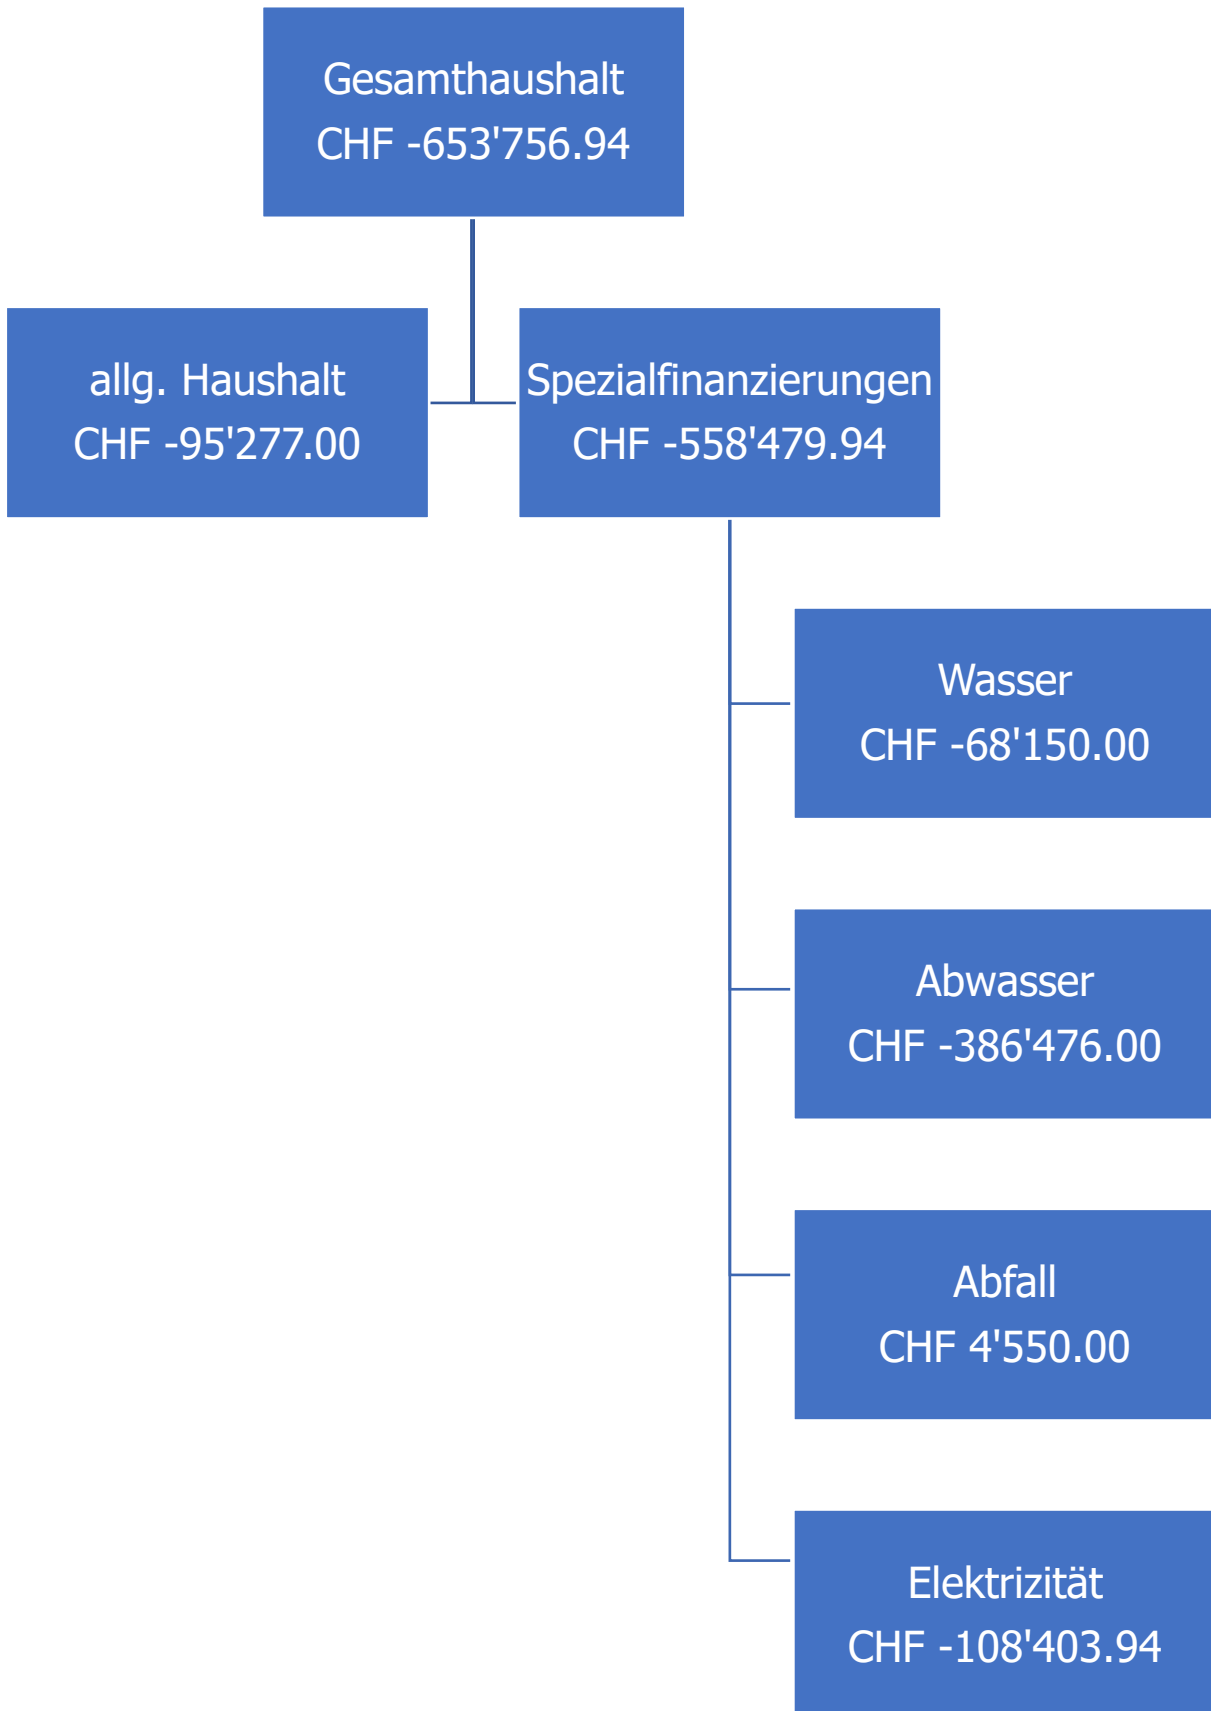 Gesamthaushalt
CHF -653'756.94
allg. Haushalt
CHF -95'277.00
Spezialfinanzierungen
CHF -558'479.94
Wasser
CHF -68'150.00
Abwasser
CHF -386'476.00
Abfall
CHF 4'550.00
Elektrizität
CHF -108'403.94